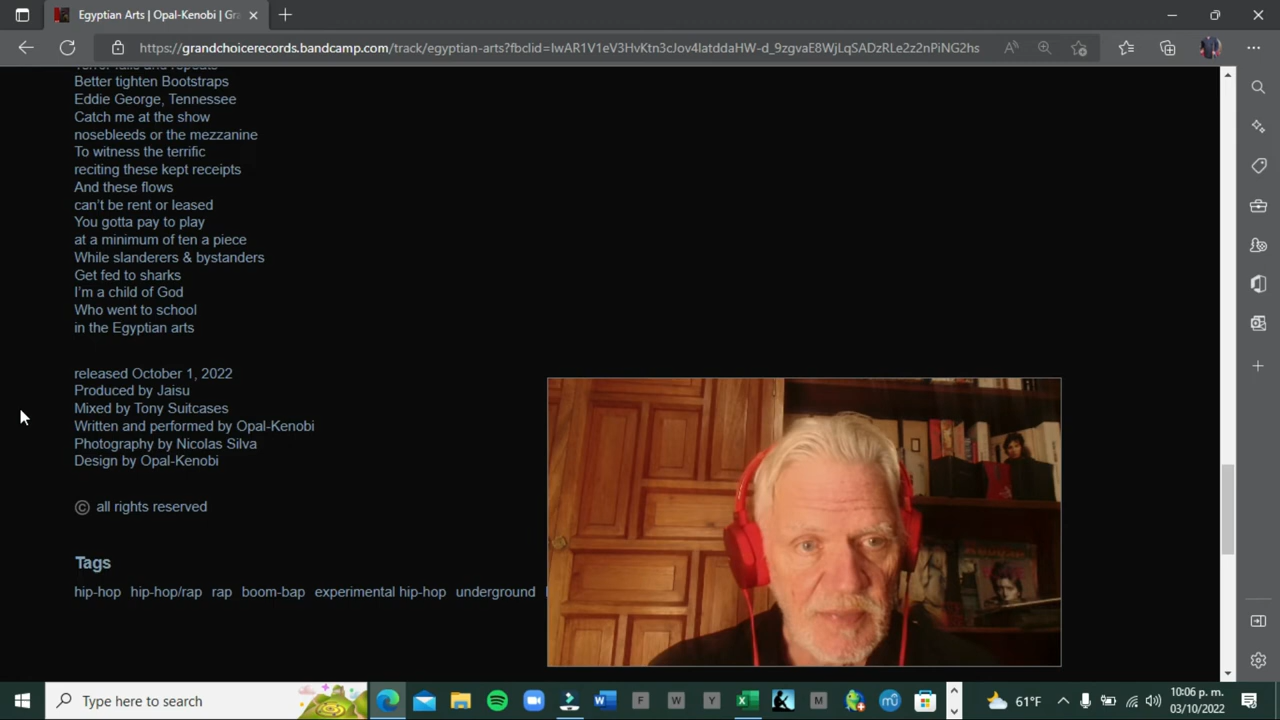 Egyptian Arts | Opal-Kenobi | Gr
https://grandchoicerecords.bandcamp.com/track/egyptian-arts?fbclid=IwAR1V1eV3HvKtn3cJov4IatddaHW-d_9zgvaE8WjLqSADzRLe2z2nPiNG2hs
Terror falls and repeats
Better tighten Bootstraps
Eddie George, Tennessee
Catch me at the show
nosebleeds or the mezzanine
To witness the terrific
reciting these kept receipts
And these flows
can't be rent or leased
You gotta pay to play
at a minimum of ten a piece
While slanderers & bystanders
Get fed to sharks
I'm a child of God
Who went to school
in the Egyptian arts
released October 1, 2022
Produced by Jaisu
Mixed by Tony Suitcases
Written and performed by Opal-Kenobi
Photography by Nicolas Silva
Design by Opal-Kenobi
© all rights reserved
Tags
hip-hop hip-hop/rap rap boom-bap experimental hip-hop underground
Type here to search
F W Y M
61°F
10:06 p. m.
03/10/2022